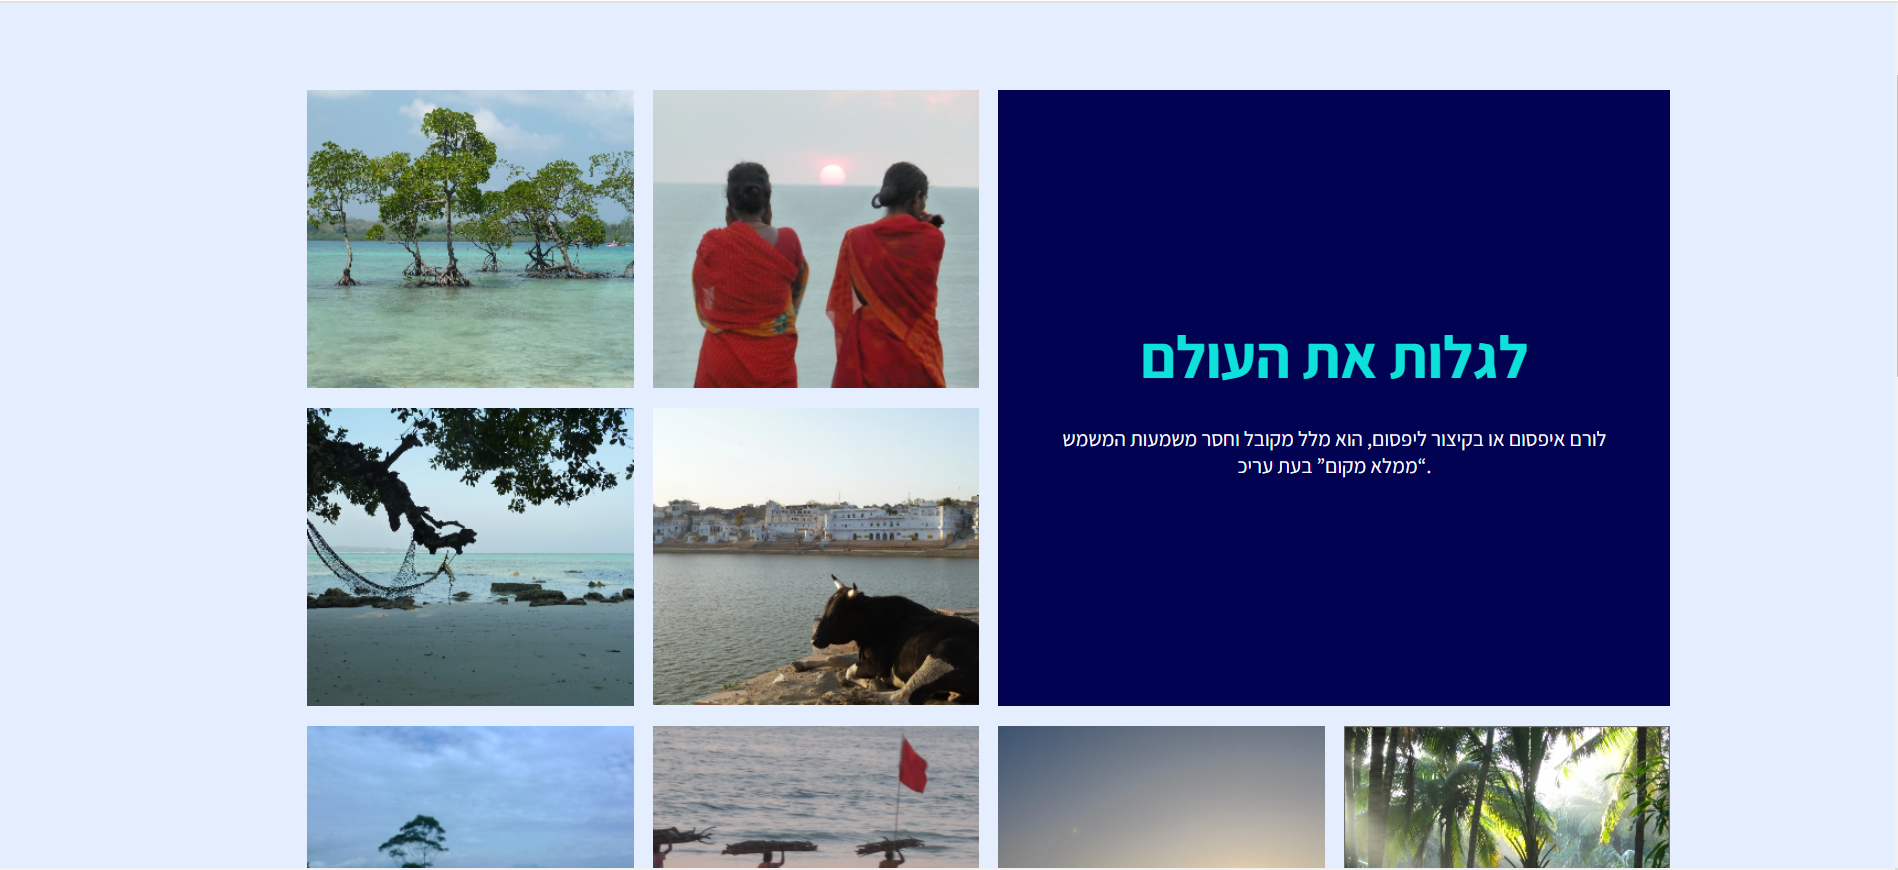 לגלות את העולם
לורם איפסום או בקיצור ליפסום, הוא מלל מקובל וחסר משמעות המשמש
“ממלא מקום” בעת עריכ.